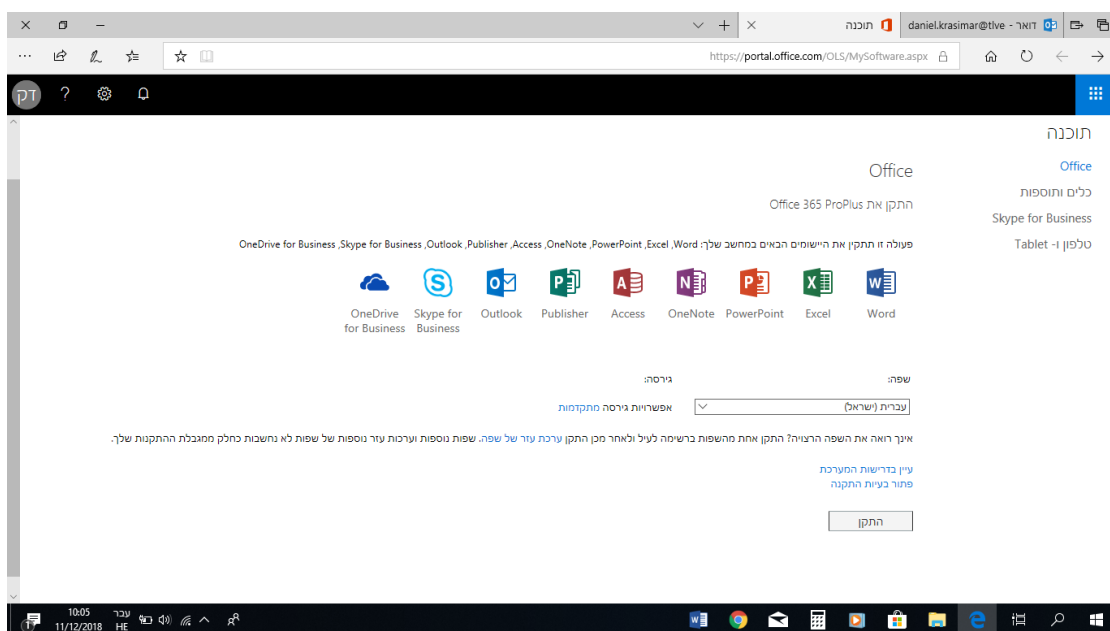 דואר - daniel.krasimar@tlve
תוכנה
https://portal.office.com/OLS/MySoftware.aspx
דק
תוכנה
Office
כלים ותוספות
Skype for Business
טלפון ו- Tablet
Office
התקן את Office 365 ProPlus
פעולה זו תתקין את היישומים הבאים במחשב שלך: Word, Excel, PowerPoint, OneNote, Access, Publisher, Outlook, Skype for Business, OneDrive for Business
Word
Excel
PowerPoint
OneNote
Access
Publisher
Outlook
Skype for
Business
OneDrive
for Business
שפה:
גירסה:
עברית (ישראל)
אפשרויות גירסה מתקדמות
אינך רואה את השפה הרצויה? התקן אחת מהשפות ברשימה לעיל ולאחר מכן התקן ערכת עזר של שפה. שפות נוספות וערכות עזר נוספות של שפות לא נחשבות כחלק ממגבלת ההתקנות שלך.
עיין בדרישות המערכת
פתור בעיות התקנה
התקן
עבר
HE
10:05
11/12/2018